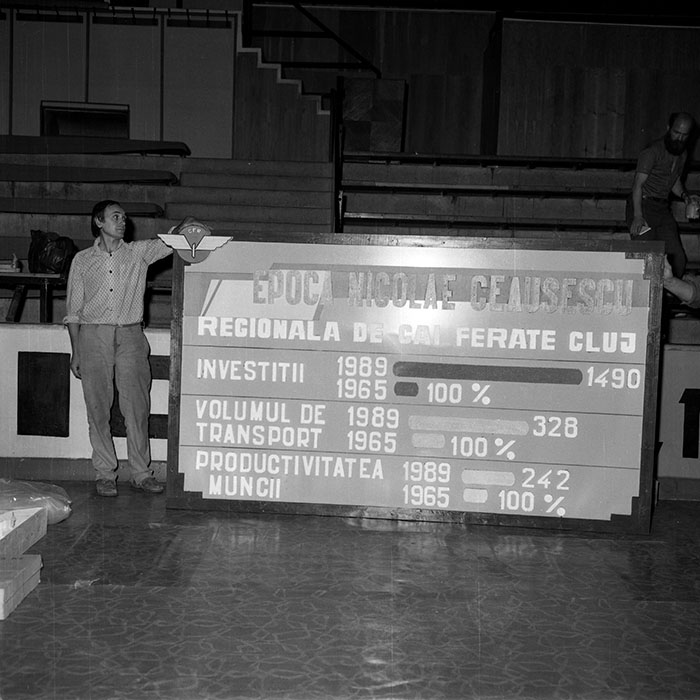 CFR
EPOCA NICOLAE CEAUSESCU
REGIONALA DE CAI FERATE CLUJ
INVESTITII 1989 1490
1965 100 %
VOLUMUL DE 1989 328
TRANSPORT 1965 100 %
PRODUCTIVITATEA 1989 242
MUNCII 1965 100 %